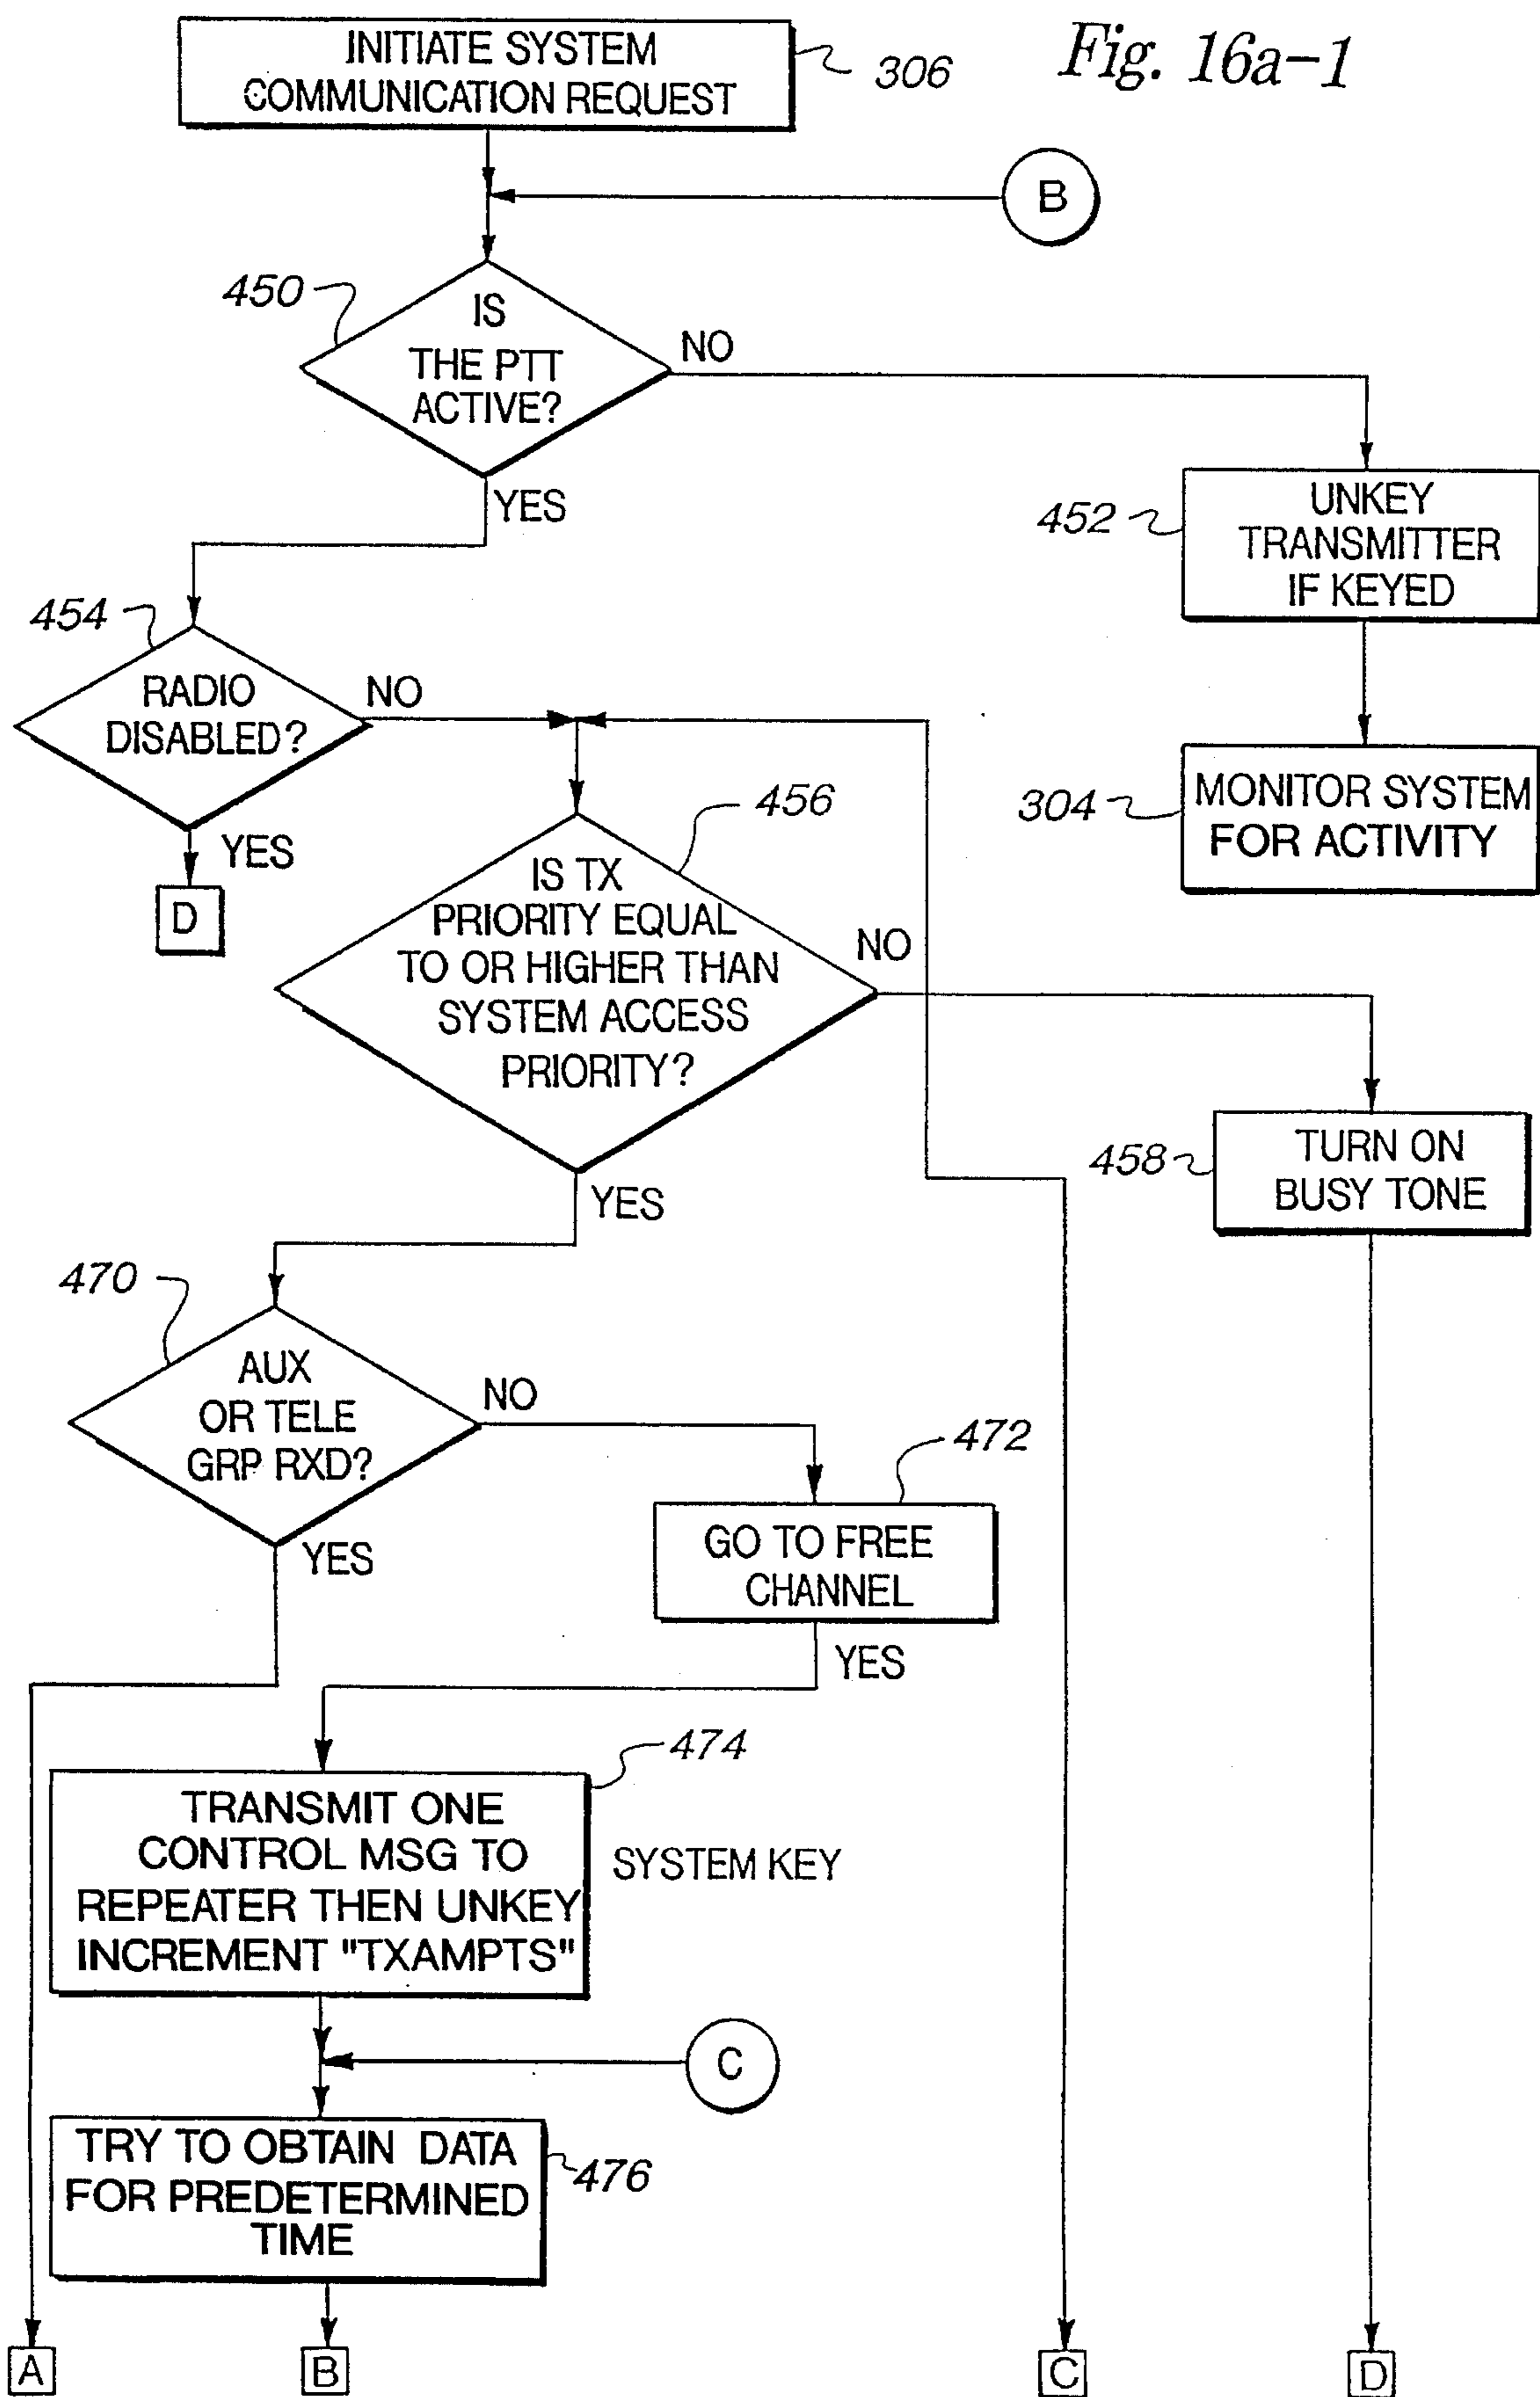 INITIATE SYSTEM
COMMUNICATION REQUEST
306
Fig. 16a-1
B
450
IS
THE PTT
ACTIVE?
NO
YES
452
UNKEY
TRANSMITTER
IF KEYED
454
RADIO
DISABLED?
NO
YES
D
304
MONITOR SYSTEM
FOR ACTIVITY
456
IS TX
PRIORITY EQUAL
TO OR HIGHER THAN
SYSTEM ACCESS
PRIORITY?
NO
YES
458
TURN ON
BUSY TONE
470
AUX
OR TELE
GRP RXD?
NO
YES
472
GO TO FREE
CHANNEL
YES
474
TRANSMIT ONE
CONTROL MSG TO
REPEATER THEN UNKEY
INCREMENT "TXAMPTS"
SYSTEM KEY
C
TRY TO OBTAIN DATA
FOR PREDETERMINED
TIME
476
A
B
C
D